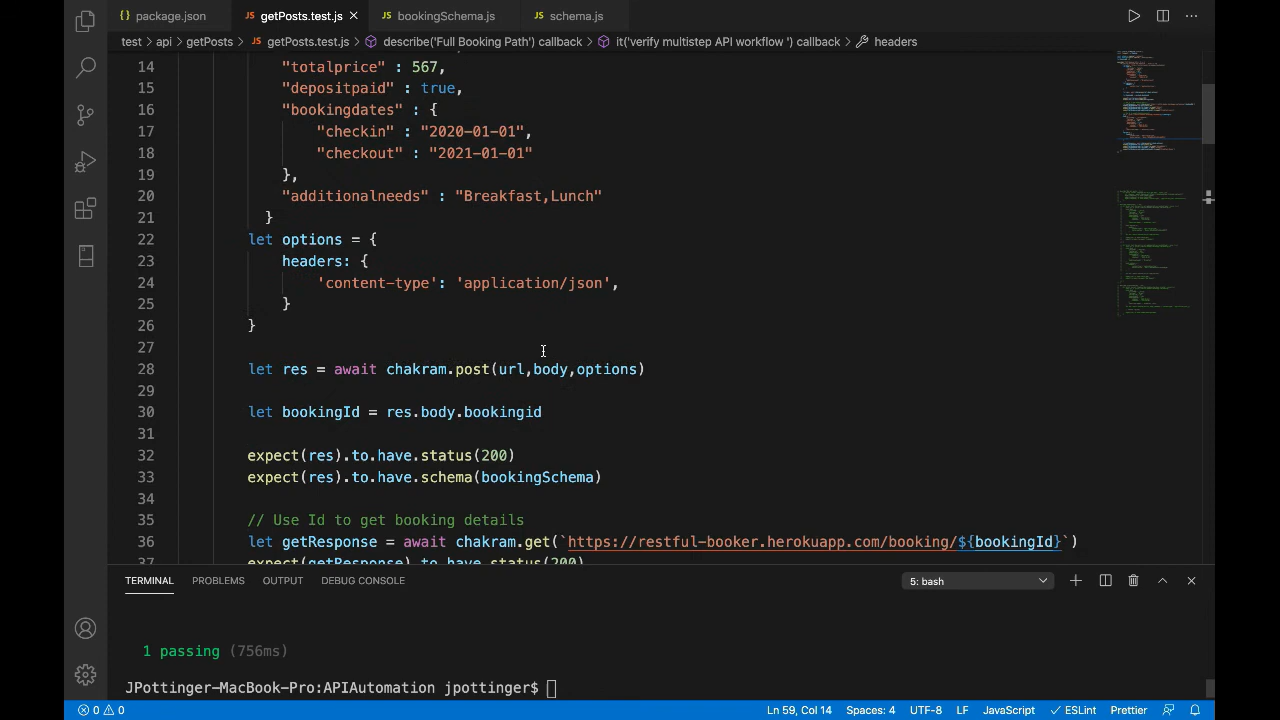 package.json getPosts.test.js bookingSchema.js schema.js
test > api > getPosts > getPosts.test.js > describe('Full Booking Path') callback > it('verify multistep API workflow ') callback > headers
14 "totalprice" : 567,
15 "depositpaid" : true,
16 "bookingdates" : {
17 "checkin" : "2020-01-01",
18 "checkout" : "2021-01-01"
19 },
20 "additionalneeds" : "Breakfast,Lunch"
21 }
22 let options = {
23 headers: {
24 'content-type': 'application/json',
25 }
26 }
27
28 let res = await chakram.post(url,body,options)
29
30 let bookingId = res.body.bookingid
31
32 expect(res).to.have.status(200)
33 expect(res).to.have.schema(bookingSchema)
34
35 // Use Id to get booking details
36 let getResponse = await chakram.get(`https://restful-booker.herokuapp.com/booking/${bookingId}`)
37 expect(getResponse).to.have.status(200)
TERMINAL PROBLEMS OUTPUT DEBUG CONSOLE 5: bash
1 passing (756ms)
JPottinger-MacBook-Pro:APIAutomation jpottinger$
0 0 Ln 59, Col 14 Spaces: 4 UTF-8 LF JavaScript ESLint Prettier